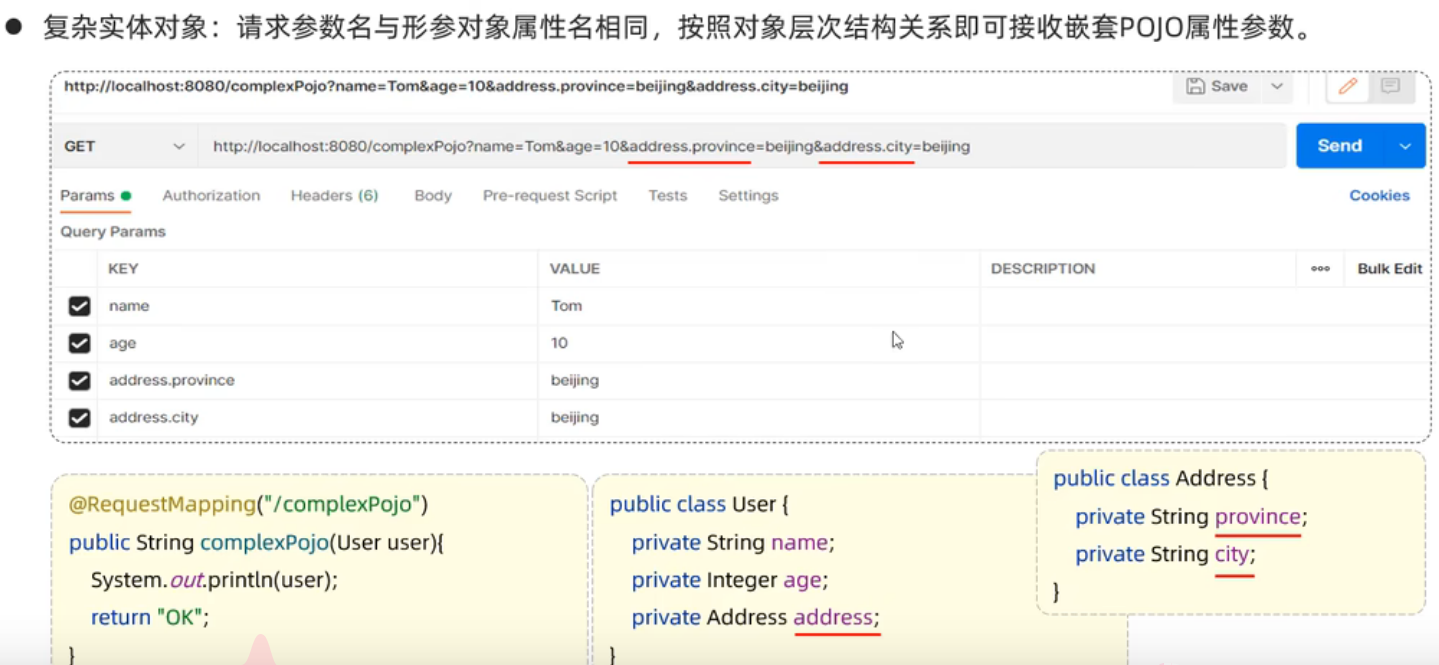 ● 复杂实体对象：请求参数名与形参对象属性名相同，按照对象层次结构关系即可接收嵌套POJO属性参数。
http://localhost:8080/complexPojo?name=Tom&age=10&address.province=beijing&address.city=beijing Save
GET http://localhost:8080/complexPojo?name=Tom&age=10&address.province=beijing&address.city=beijing Send
Params Authorization Headers (6) Body Pre-request Script Tests Settings Cookies
Query Params
KEY VALUE DESCRIPTION ooo Bulk Edit
name Tom
age 10
address.province beijing
address.city beijing
@RequestMapping("/complexPojo")
public String complexPojo(User user){
System.out.println(user);
return "OK";
}
public class User {
private String name;
private Integer age;
private Address address;
}
public class Address {
private String province;
private String city;
}